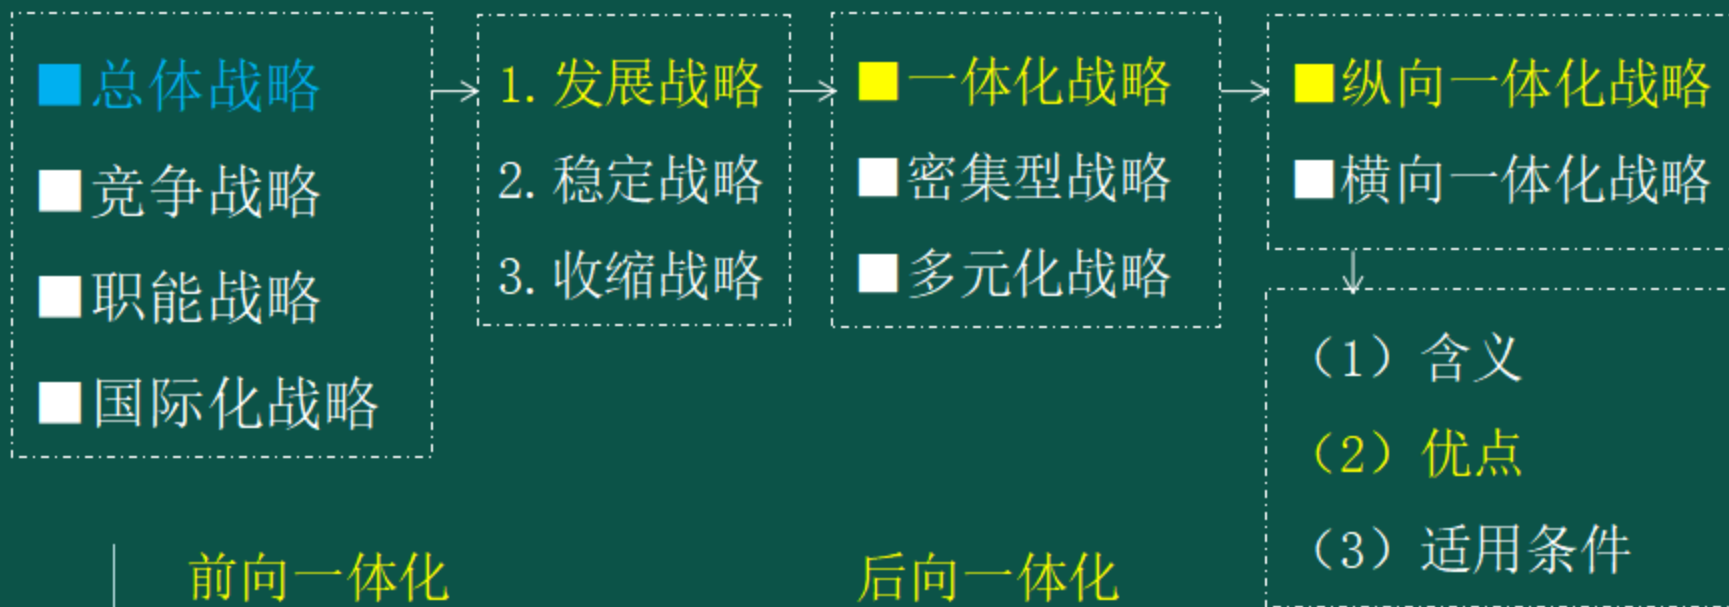 总体战略
竞争战略
职能战略
国际化战略
1. 发展战略
2. 稳定战略
3. 收缩战略
一体化战略
密集型战略
多元化战略
纵向一体化战略
横向一体化战略
（1）含义
（2）优点
（3）适用条件
前向一体化
后向一体化